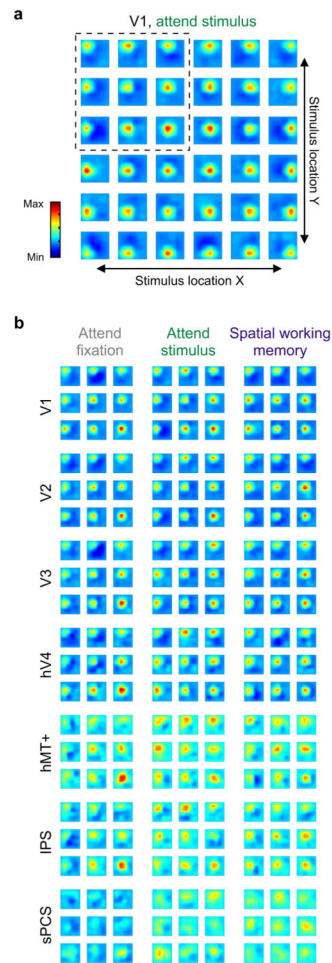 a
V1, attend stimulus
Max
Min
Stimulus location Y
Stimulus location X
b
Attend fixation
Attend stimulus
Spatial working memory
V1
V2
V3
hV4
hMT+
IPS
sPCS